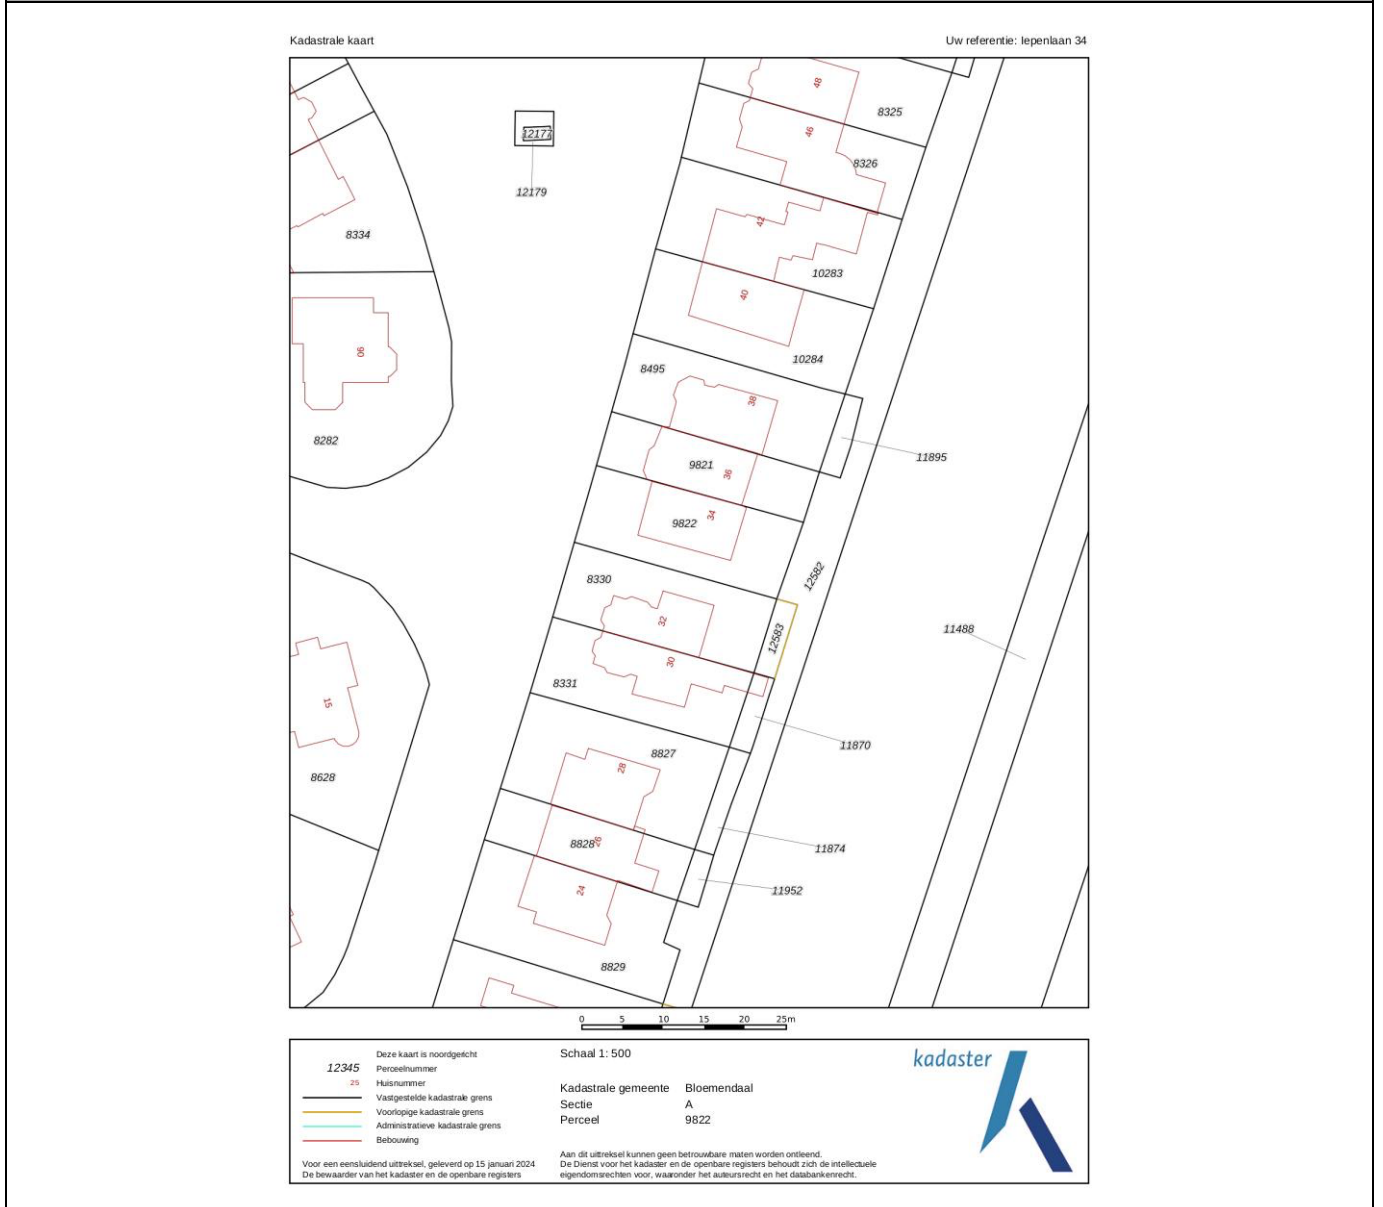 Kadastrale kaart
Uw referentie: Iepenlaan 34
48
8325
12177
46
8326
12179
42
8334
10283
40
90
10284
8495
38
8282
11895
9821
36
34
9822
12582
8330
32
12583
11488
30
8331
15
11870
8827
28
8628
8828
26
11874
24
11952
8829
0 5 10 15 20 25m
Deze kaart is noordgericht
12345 Perceelnummer
25 Huisnummer
Vastgestelde kadastrale grens
Voorlopige kadastrale grens
Administratieve kadastrale grens
Bebouwing
Voor een eensluidend uittreksel, geleverd op 15 januari 2024
De bewaarder van het kadaster en de openbare registers
Schaal 1: 500
Kadastrale gemeente Bloemendaal
Sectie A
Perceel 9822
Aan dit uittreksel kunnen geen betrouwbare maten worden ontleend.
De Dienst voor het kadaster en de openbare registers behoudt zich de intellectuele
eigendomsrechten voor, waaronder het auteursrecht en het databankenrecht.
kadaster